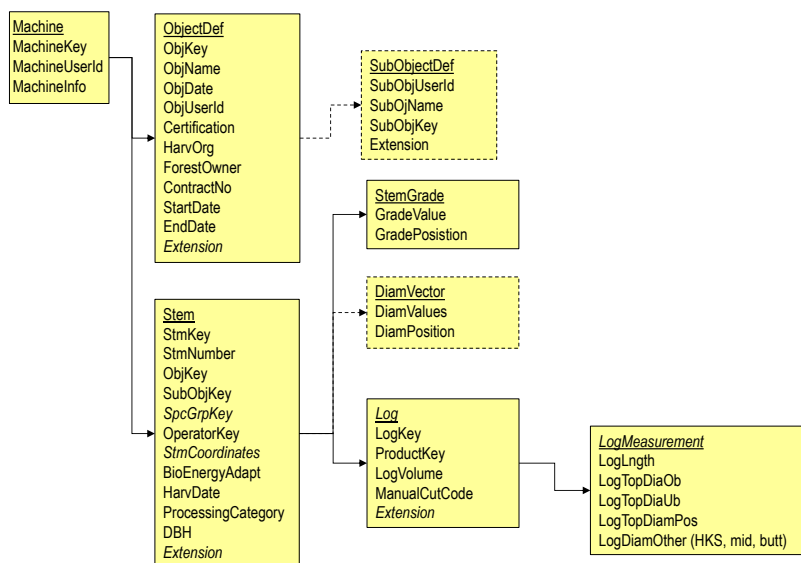 Machine
MachineKey
MachineUserId
MachineInfo
ObjectDef
ObjKey
ObjName
ObjDate
ObjUserId
Certification
HarvOrg
ForestOwner
ContractNo
StartDate
EndDate
Extension
SubObjectDef
SubObjUserId
SubOjName
SubObjKey
Extension
StemGrade
GradeValue
GradePosistion
DiamVector
DiamValues
DiamPosition
Stem
StmKey
StmNumber
ObjKey
SubObjKey
SpcGrpKey
OperatorKey
StmCoordinates
BioEnergyAdapt
HarvDate
ProcessingCategory
DBH
Extension
Log
LogKey
ProductKey
LogVolume
ManualCutCode
Extension
LogMeasurement
LogLngth
LogTopDiaOb
LogTopDiaUb
LogTopDiamPos
LogDiamOther (HKS, mid, butt)